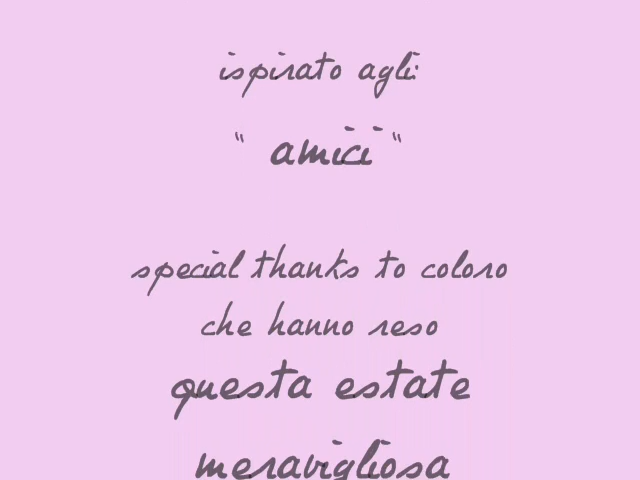 ispirato agli:
" amici "
special thanks to coloro
che hanno reso
questa estate
meravigliosa